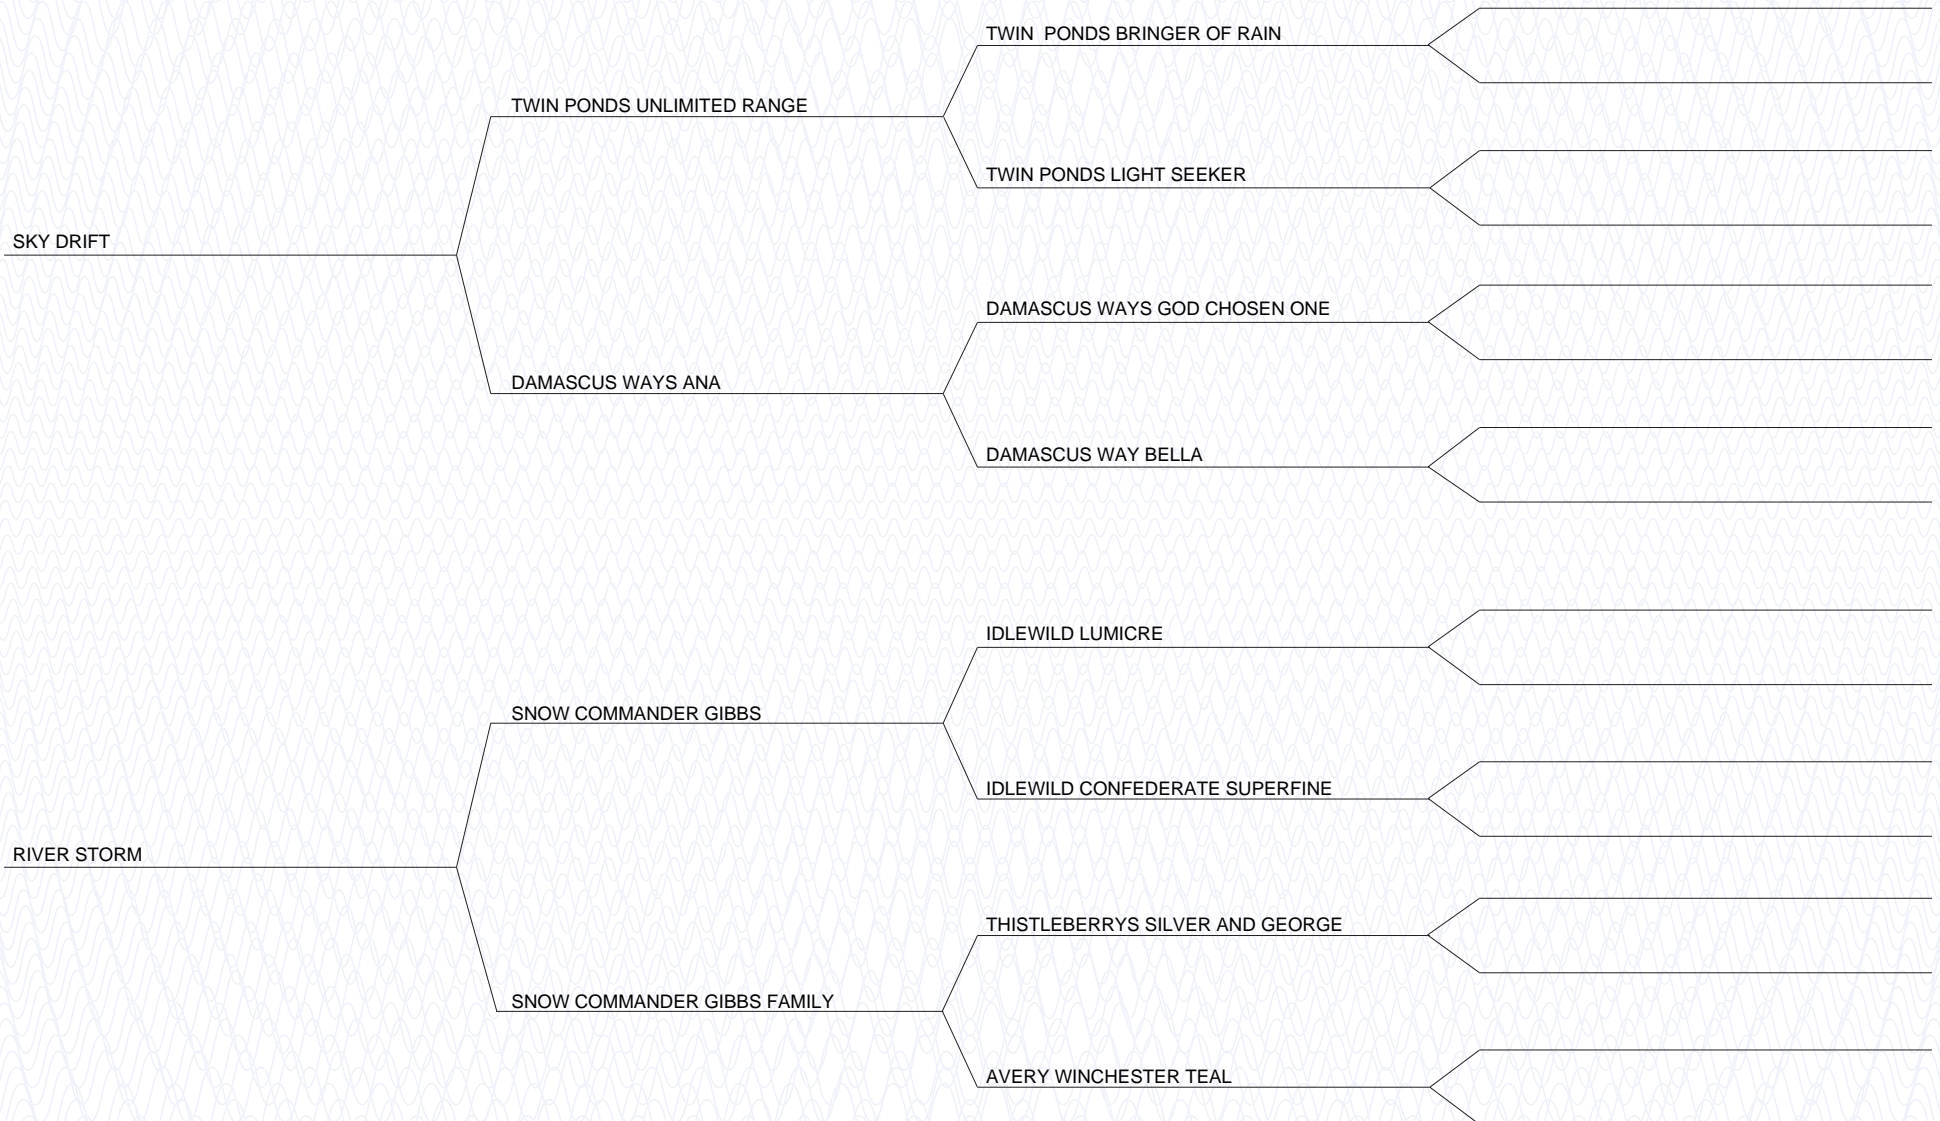 TWIN  PONDS BRINGER OF RAIN
TWIN PONDS UNLIMITED RANGE
TWIN PONDS LIGHT SEEKER
SKY DRIFT
DAMASCUS WAYS GOD CHOSEN ONE
DAMASCUS WAYS ANA
DAMASCUS WAY BELLA
IDLEWILD LUMICRE
SNOW COMMANDER GIBBS
IDLEWILD CONFEDERATE SUPERFINE
RIVER STORM
THISTLEBERRYS SILVER AND GEORGE
SNOW COMMANDER GIBBS FAMILY
AVERY WINCHESTER TEAL